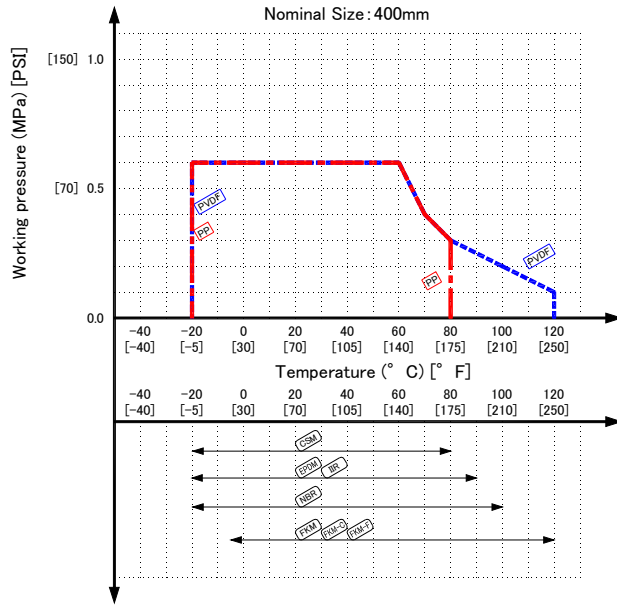 Nominal Size:400mm
Working pressure (MPa) [PSI]
[150] 1.0
[70] 0.5
0.0
PVDF
PP
PP
PVDF
-40 -20 0 20 40 60 80 100 120
[-40] [-5] [30] [70] [105] [140] [175] [210] [250]
Temperature (° C) [° F]
-40 -20 0 20 40 60 80 100 120
[-40] [-5] [30] [70] [105] [140] [175] [210] [250]
CSM
EPDM IIR
NBR
FKM FKM-C FKM-F